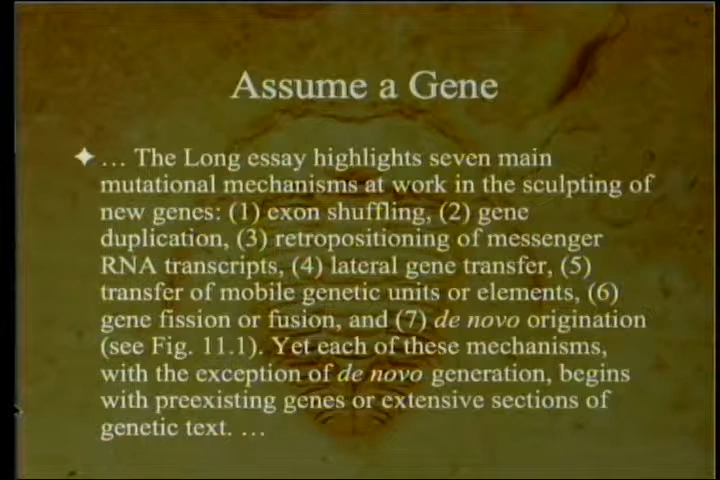 Assume a Gene
… The Long essay highlights seven main
mutational mechanisms at work in the sculpting of
new genes: (1) exon shuffling, (2) gene
duplication, (3) retropositioning of messenger
RNA transcripts, (4) lateral gene transfer, (5)
transfer of mobile genetic units or elements, (6)
gene fission or fusion, and (7) de novo origination
(see Fig. 11.1). Yet each of these mechanisms,
with the exception of de novo generation, begins
with preexisting genes or extensive sections of
genetic text. …